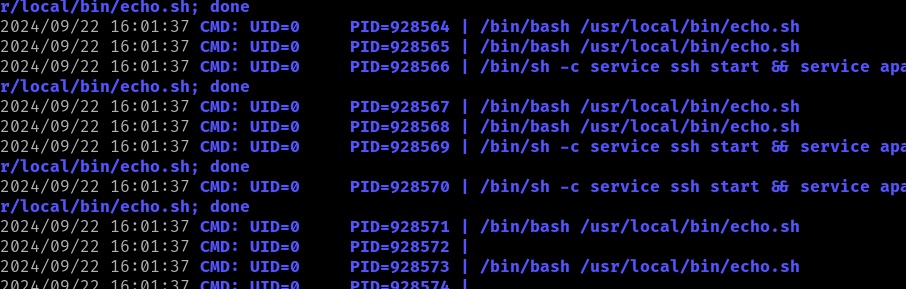 r/local/bin/echo.sh; done
2024/09/22 16:01:37 CMD: UID=0     PID=928564 | /bin/bash /usr/local/bin/echo.sh
2024/09/22 16:01:37 CMD: UID=0     PID=928565 | /bin/bash /usr/local/bin/echo.sh
2024/09/22 16:01:37 CMD: UID=0     PID=928566 | /bin/sh -c service ssh start && service apa
r/local/bin/echo.sh; done
2024/09/22 16:01:37 CMD: UID=0     PID=928567 | /bin/bash /usr/local/bin/echo.sh
2024/09/22 16:01:37 CMD: UID=0     PID=928568 | /bin/bash /usr/local/bin/echo.sh
2024/09/22 16:01:37 CMD: UID=0     PID=928569 | /bin/sh -c service ssh start && service apa
r/local/bin/echo.sh; done
2024/09/22 16:01:37 CMD: UID=0     PID=928570 | /bin/sh -c service ssh start && service apa
r/local/bin/echo.sh; done
2024/09/22 16:01:37 CMD: UID=0     PID=928571 | /bin/bash /usr/local/bin/echo.sh
2024/09/22 16:01:37 CMD: UID=0     PID=928572 |
2024/09/22 16:01:37 CMD: UID=0     PID=928573 | /bin/bash /usr/local/bin/echo.sh
2024/09/22 16:01:37 CMD: UID=0     PID=928574 |